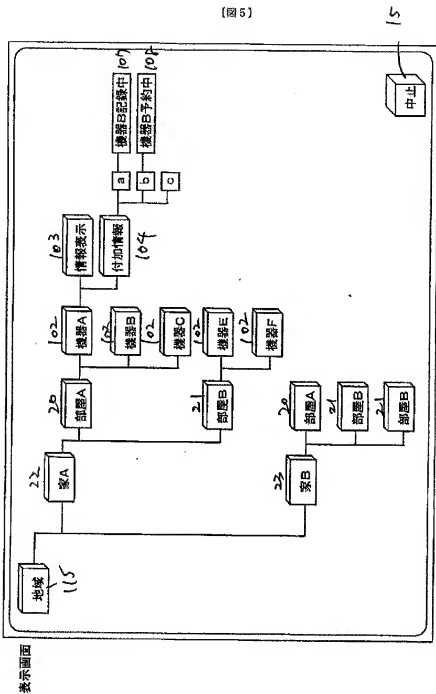 【図5】
表示画面
地域
115
家A
22
家B
23
部屋A
20
部屋B
21
部屋A
20
部屋B
21
部屋B
21
機器A
102
機器B
102
機器C
102
機器E
102
機器F
102
情報表示
103
付加情報
104
a
b
c
機器B記録中
107
機器B予約中
108
中止
15